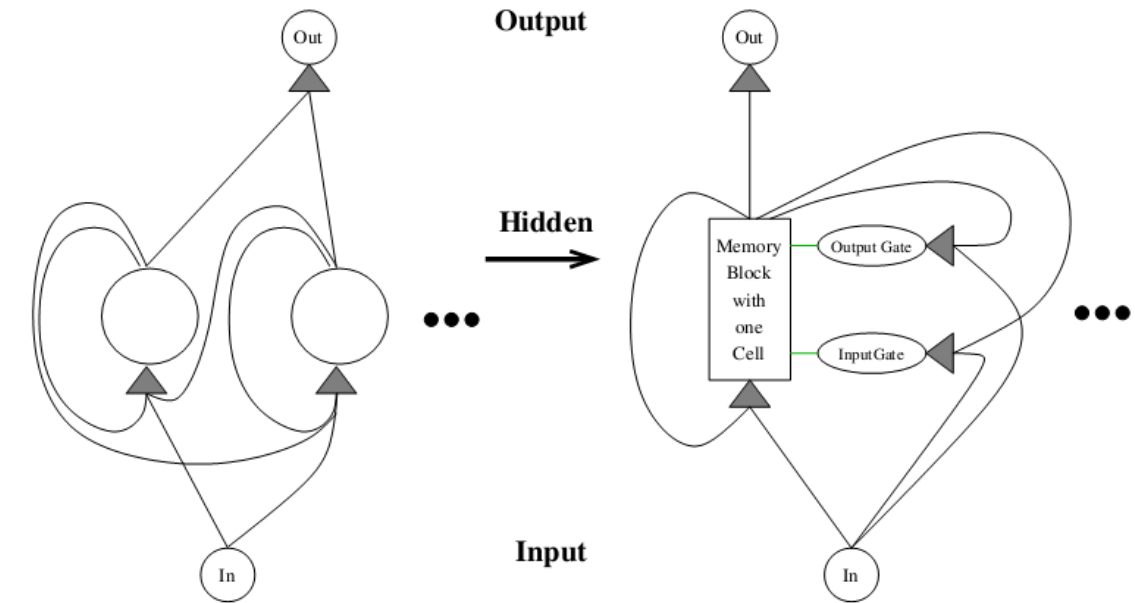 Out
Output
Out
Hidden
Memory
Block
with
one
Cell
Output Gate
InputGate
Input
In
In